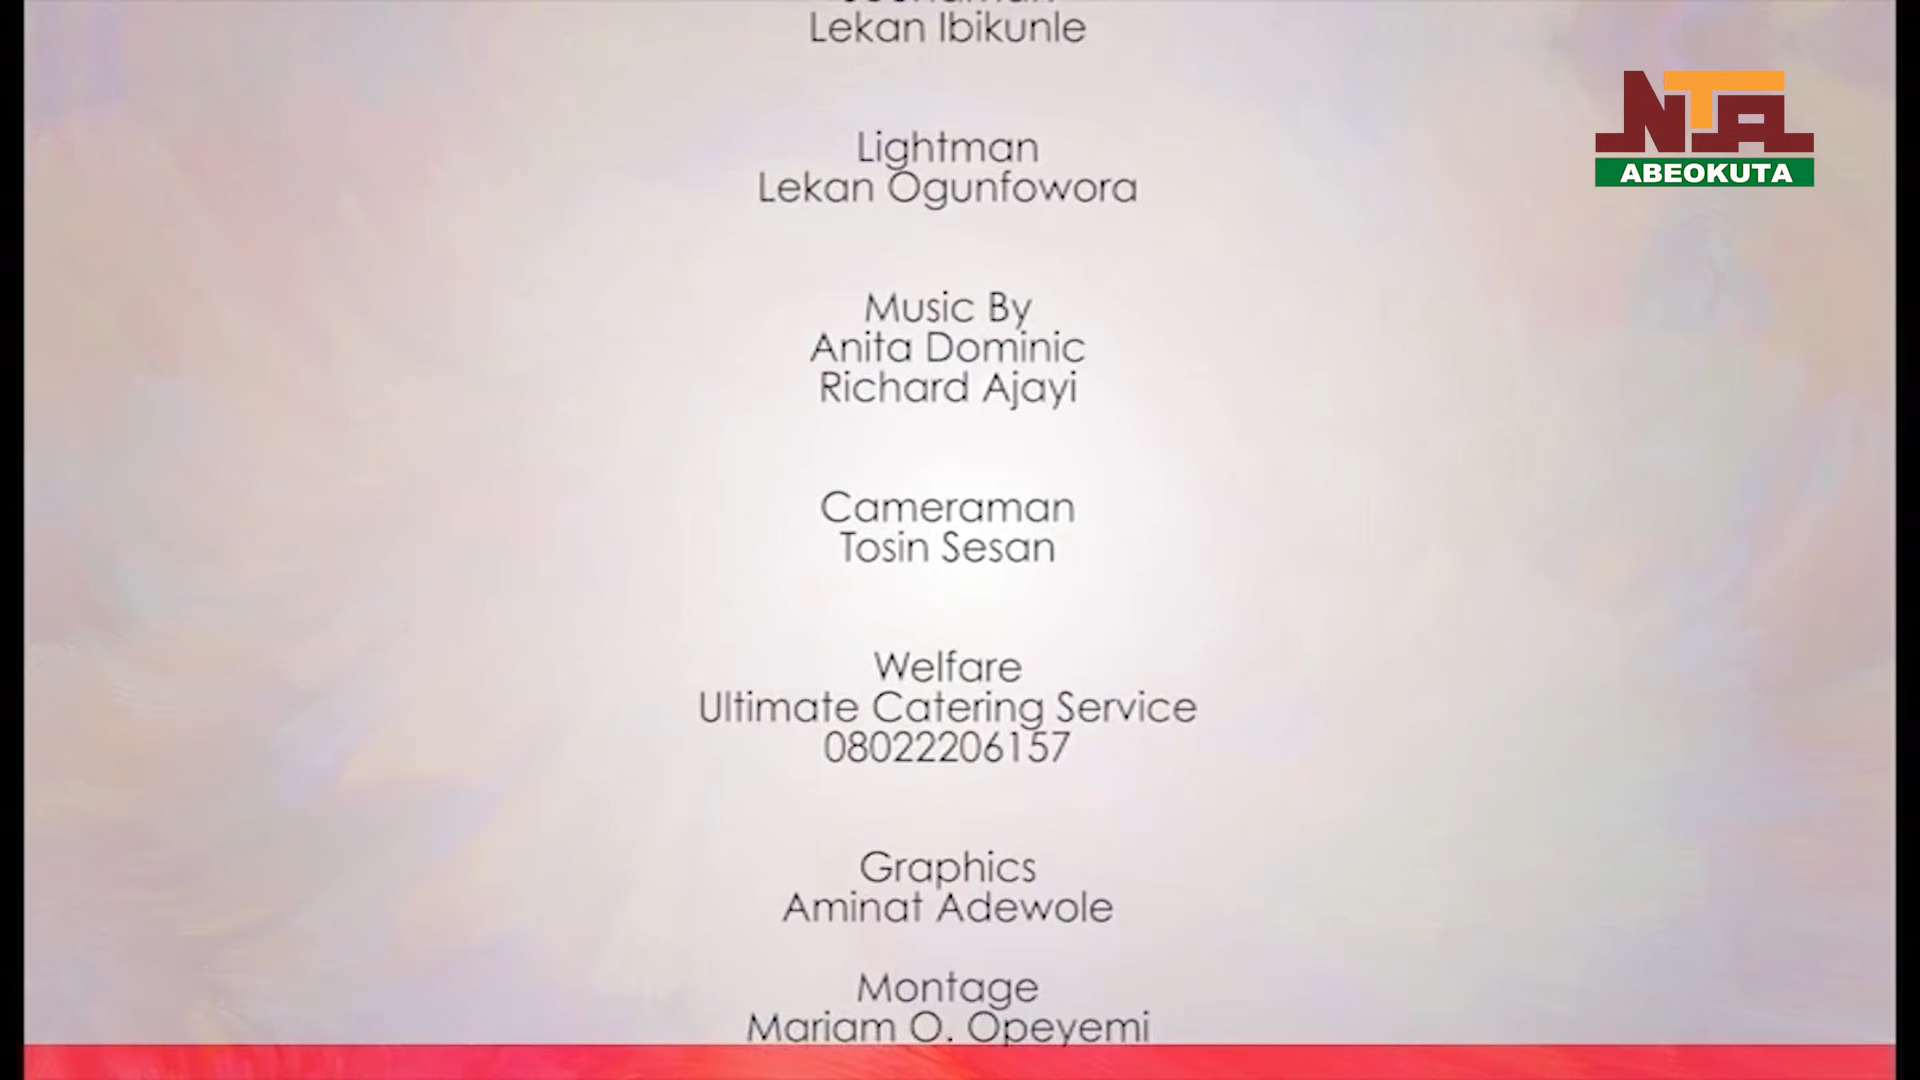 Lekan Ibikunle
NTA
ABEOKUTA
Lightman
Lekan Ogunfowora
Music By
Anita Dominic
Richard Ajayi
Cameraman
Tosin Sesan
Welfare
Ultimate Catering Service
08022206157
Graphics
Aminat Adewole
Montage
Mariam O. Opeyemi